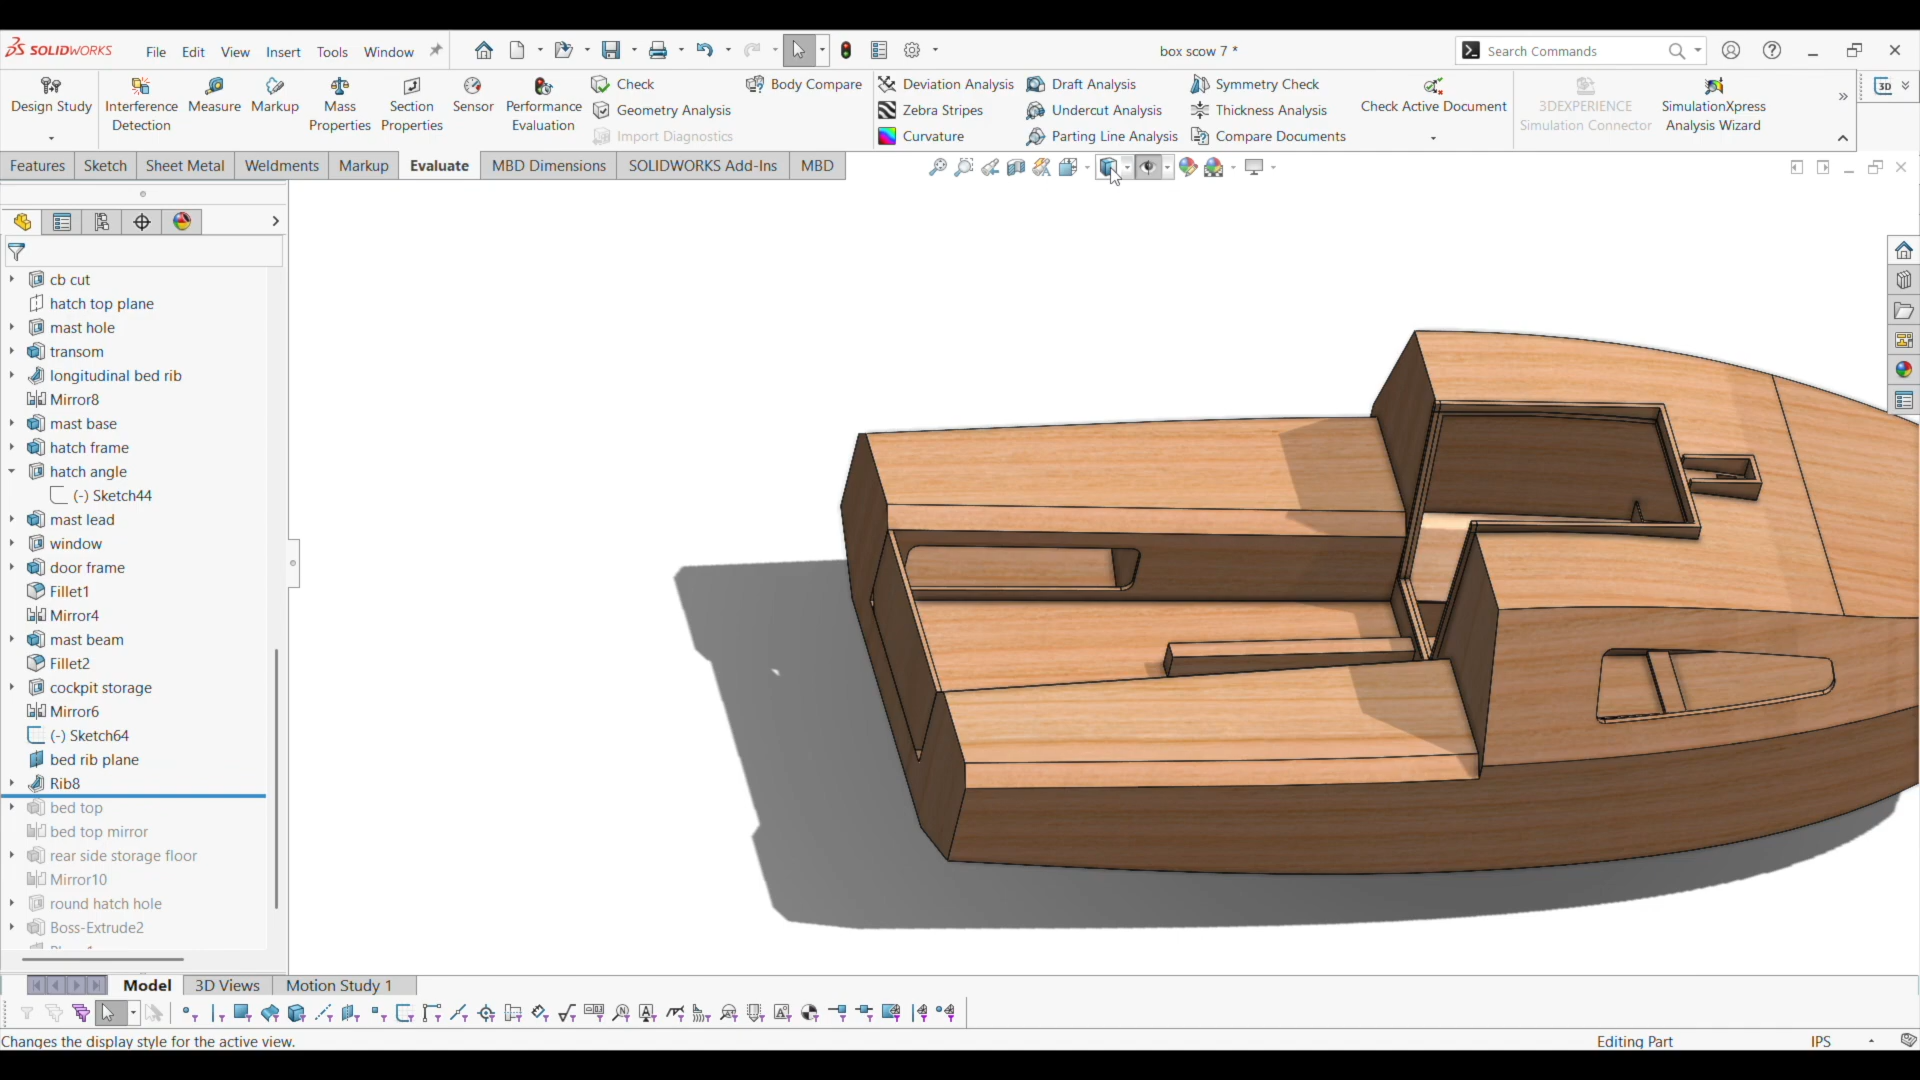 SOLIDWORKS
File Edit View Insert Tools Window
box scow 7 *
Search Commands
Design Study
Interference Detection
Measure
Markup
Mass Properties
Section Properties
Sensor
Performance Evaluation
Check
Geometry Analysis
Import Diagnostics
Body Compare
Deviation Analysis
Zebra Stripes
Curvature
Draft Analysis
Undercut Analysis
Parting Line Analysis
Symmetry Check
Thickness Analysis
Compare Documents
Check Active Document
3DEXPERIENCE Simulation Connector
SimulationXpress Analysis Wizard
3D
Features Sketch Sheet Metal Weldments Markup Evaluate MBD Dimensions SOLIDWORKS Add-Ins MBD
cb cut
hatch top plane
mast hole
transom
longitudinal bed rib
Mirror8
mast base
hatch frame
hatch angle
(-) Sketch44
mast lead
window
door frame
Fillet1
Mirror4
mast beam
Fillet2
cockpit storage
Mirror6
(-) Sketch64
bed rib plane
Rib8
bed top
bed top mirror
rear side storage floor
Mirror10
round hatch hole
Boss-Extrude2
Model 3D Views Motion Study 1
Changes the display style for the active view.
Editing Part
IPS